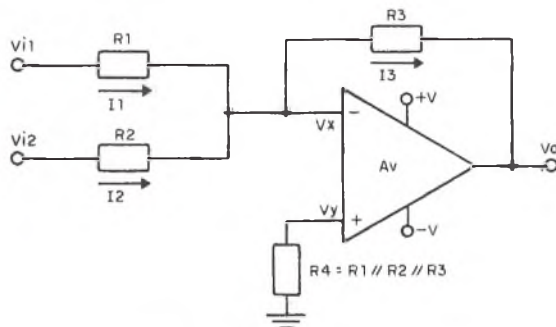 Vi1
R1
I1
Vi2
R2
I2
R3
I3
Vx
−
+V
Av
Vo
Vy
+
−V
R4 = R1 // R2 // R3